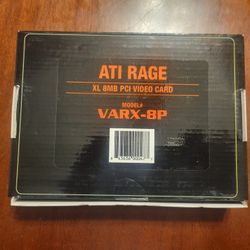 ATI RAGE
XL 8MB PCI VIDEO CARD
MODEL#
VARX-8P